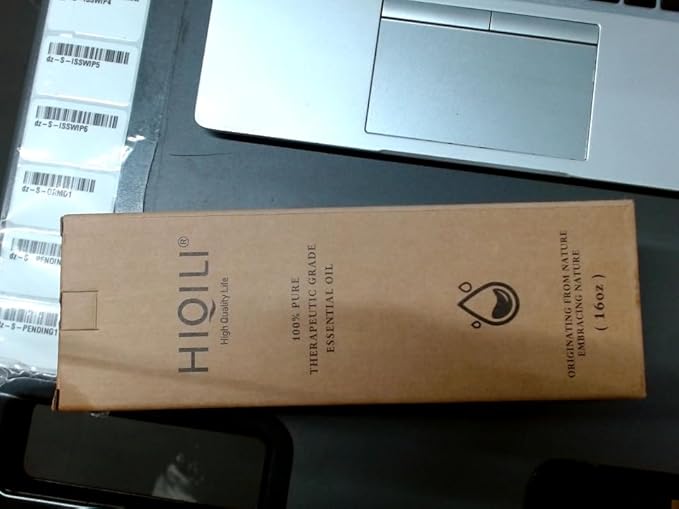 dz-S-ISSWIP5
dz-S-ISSWIP6
HIQILI®
High Quality Life
100% PURE
THERAPEUTIC GRADE
ESSENTIAL OIL
ORIGINATING FROM NATURE
EMBRACING NATURE
( 16oz )